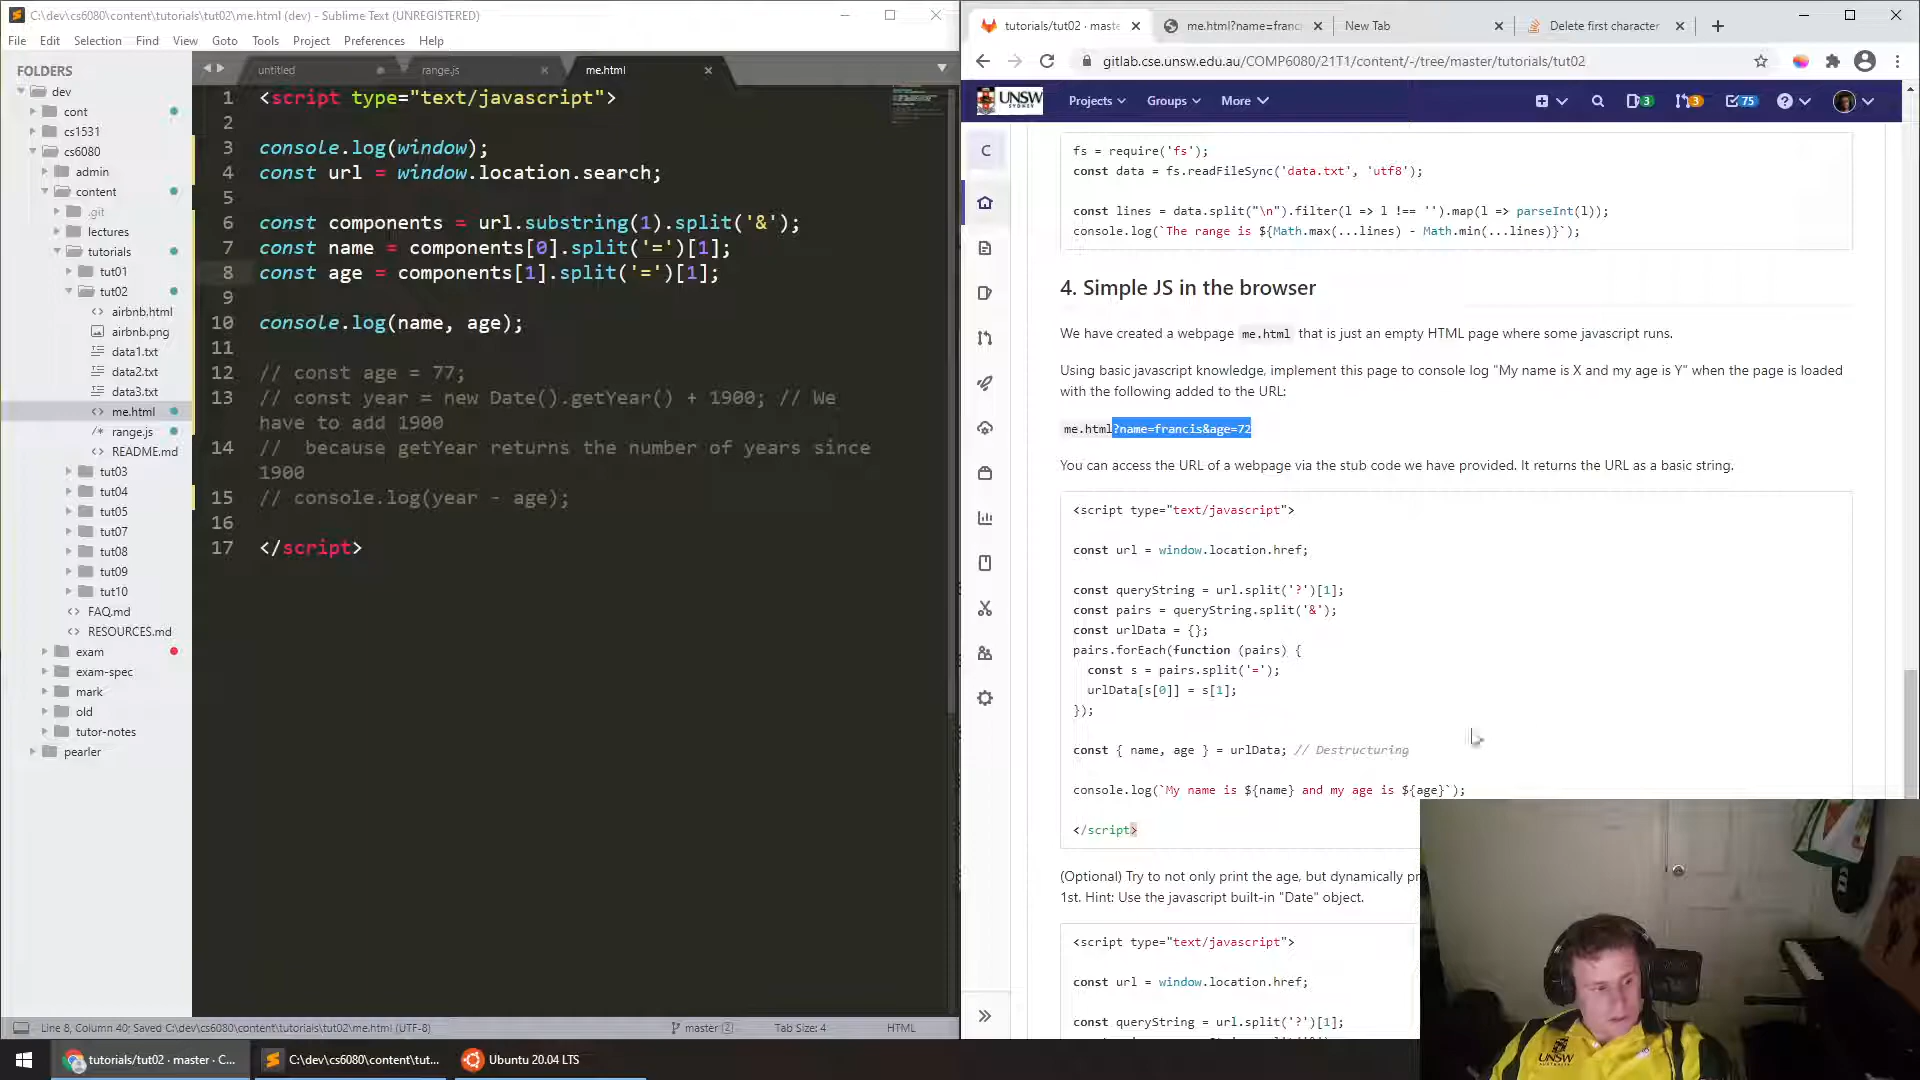 C:\dev\cs6080\content\tutorials\tut02\me.html (dev) - Sublime Text (UNREGISTERED)
File Edit Selection Find View Goto Tools Project Preferences Help
FOLDERS
dev
cont
cs1531
cs6080
admin
content
.git
lectures
tutorials
tut01
tut02
airbnb.html
airbnb.png
data1.txt
data2.txt
data3.txt
me.html
range.js
README.md
tut03
tut04
tut05
tut07
tut08
tut09
tut10
FAQ.md
RESOURCES.md
exam
exam-spec
mark
old
tutor-notes
pearler
untitled range.js me.html
1 <script type="text/javascript">
2
3 console.log(window);
4 const url = window.location.search;
5
6 const components = url.substring(1).split('&');
7 const name = components[0].split('=')[1];
8 const age = components[1].split('=')[1];
9
10 console.log(name, age);
11
12 // const age = 77;
13 // const year = new Date().getYear() + 1900; // We
have to add 1900
14 //  because getYear returns the number of years since
1900
15 // console.log(year - age);
16
17 </script>
Line 8, Column 40; Saved C:\dev\cs6080\content\tutorials\tut02\me.html (UTF-8) master 2 Tab Size: 4 HTML
tutorials/tut02 · maste me.html?name=franci New Tab Delete first character
gitlab.cse.unsw.edu.au/COMP6080/21T1/content/-/tree/master/tutorials/tut02
UNSW SYDNEY Projects Groups More 3 3 75
C
fs = require('fs');
const data = fs.readFileSync('data.txt', 'utf8');
const lines = data.split("\n").filter(l => l !== '').map(l => parseInt(l));
console.log(`The range is ${Math.max(...lines) - Math.min(...lines)}`);
4. Simple JS in the browser
We have created a webpage me.html that is just an empty HTML page where some javascript runs.
Using basic javascript knowledge, implement this page to console log "My name is X and my age is Y" when the page is loaded
with the following added to the URL:
me.html?name=francis&age=72
You can access the URL of a webpage via the stub code we have provided. It returns the URL as a basic string.
<script type="text/javascript">
const url = window.location.href;
const queryString = url.split('?')[1];
const pairs = queryString.split('&');
const urlData = {};
pairs.forEach(function (pairs) {
const s = pairs.split('=');
urlData[s[0]] = s[1];
});
const { name, age } = urlData; // Destructuring
console.log(`My name is ${name} and my age is ${age}`);
</script>
(Optional) Try to not only print the age, but dynamically pr
1st. Hint: Use the javascript built-in "Date" object.
<script type="text/javascript">
const url = window.location.href;
const queryString = url.split('?')[1];
UNSW
tutorials/tut02 · master · C... C:\dev\cs6080\content\tut... Ubuntu 20.04 LTS